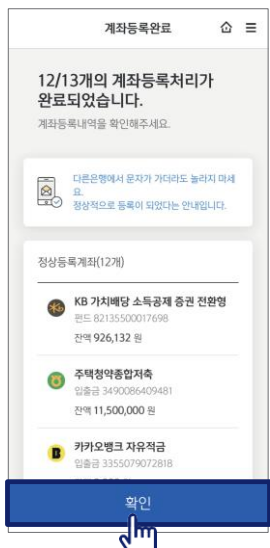 계좌등록완료
12/13개의 계좌등록처리가
완료되었습니다.
계좌등록내역을 확인해주세요.
다른은행에서 문자가 가더라도 놀라지 마세
요.
정상적으로 등록이 되었다는 안내입니다.
정상등록계좌(12개)
KB 가치배당 소득공제 증권 전환형
펀드 82135500017698
잔액 926,132 원
주택청약종합저축
입출금 3490086409481
잔액 11,500,000 원
카카오뱅크 자유적금
입출금 3355079072818
확인